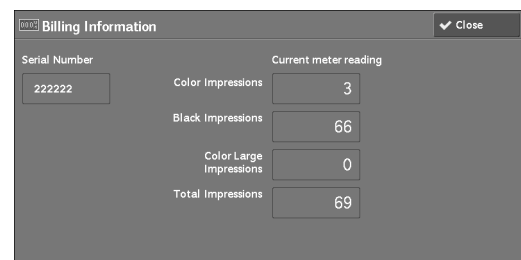 Billing Information
Close
Serial Number
Current meter reading
222222
Color Impressions
3
Black Impressions
66
Color Large
Impressions
0
Total Impressions
69